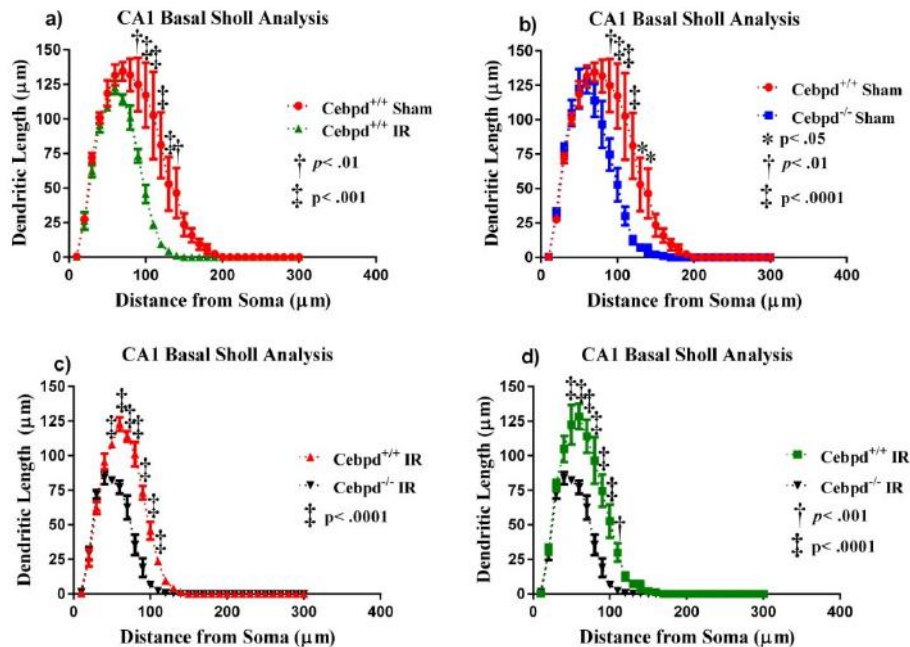 a)
CA1 Basal Sholl Analysis
Dendritic Length (μm)
150
125
100
75
50
25
0
† ‡ ‡ ‡ ‡ †
Cebpd+/+ Sham
Cebpd+/+ IR
† p< .01
‡ p< .001
0 100 200 300 400
Distance from Soma (μm)
b)
CA1 Basal Sholl Analysis
Dendritic Length (μm)
150
125
100
75
50
25
0
† ‡ ‡ ‡ * *
Cebpd+/+ Sham
Cebpd-/- Sham
* p< .05
† p< .01
‡ p< .0001
0 100 200 300 400
Distance from Soma (μm)
c)
CA1 Basal Sholl Analysis
Dendritic Length (μm)
150
125
100
75
50
25
0
‡ ‡ ‡ ‡ ‡ ‡ ‡
Cebpd+/+ IR
Cebpd-/- IR
‡ p< .0001
0 100 200 300 400
Distance from Soma (μm)
d)
CA1 Basal Sholl Analysis
Dendritic Length (μm)
150
125
100
75
50
25
0
‡ ‡ ‡ ‡ ‡ ‡ †
Cebpd+/+ IR
Cebpd-/- IR
† p< .001
‡ p< .0001
0 100 200 300 400
Distance from Soma (μm)